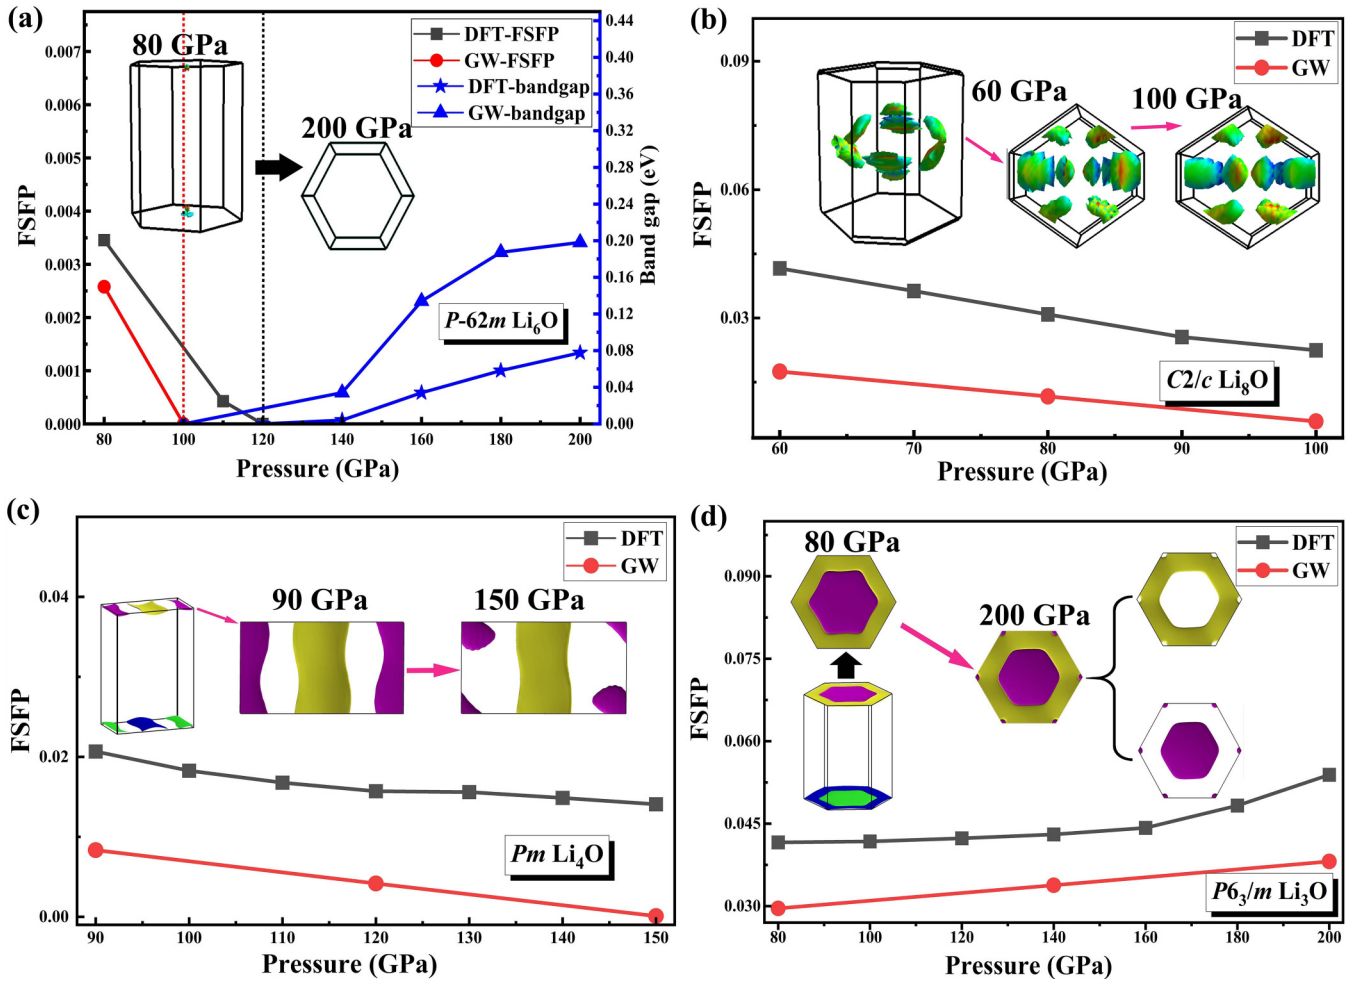 (a)
0.007
0.006
0.005
0.004
0.003
0.002
0.001
0.000
FSFP
80 GPa
200 GPa
DFT-FSFP
GW-FSFP
DFT-bandgap
GW-bandgap
P-62m Li6O
0.44
0.40
0.36
0.32
0.28
0.24
0.20
0.16
0.12
0.08
0.04
0.00
Band gap (eV)
80 100 120 140 160 180 200
Pressure (GPa)
(b)
0.09
0.06
0.03
FSFP
60 GPa
100 GPa
DFT
GW
C2/c Li8O
60 70 80 90 100
Pressure (GPa)
(c)
0.04
0.02
0.00
FSFP
90 GPa
150 GPa
DFT
GW
Pm Li4O
90 100 110 120 130 140 150
Pressure (GPa)
(d)
0.090
0.075
0.060
0.045
0.030
FSFP
80 GPa
200 GPa
DFT
GW
P63/m Li3O
80 100 120 140 160 180 200
Pressure (GPa)